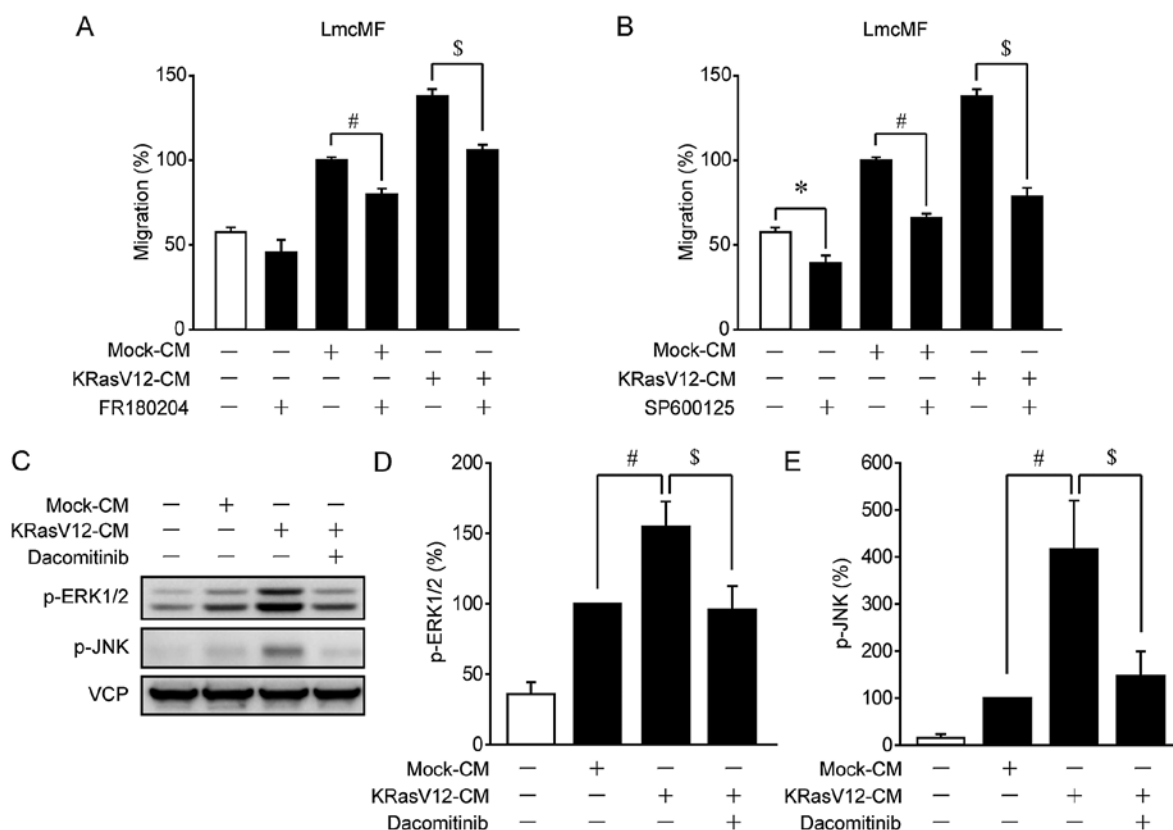 A
LmcMF
Migration (%)
150
100
50
0
#
$
Mock-CM − − + + − −
KRasV12-CM − − − − + +
FR180204 − + − + − +
B
LmcMF
Migration (%)
150
100
50
0
*
#
$
Mock-CM − − + + − −
KRasV12-CM − − − − + +
SP600125 − + − + − +
C
Mock-CM − + − −
KRasV12-CM − − + +
Dacomitinib − − − +
p-ERK1/2
p-JNK
VCP
D
p-ERK1/2 (%)
200
150
100
50
0
#
$
Mock-CM − + − −
KRasV12-CM − − + +
Dacomitinib − − − +
E
p-JNK (%)
600
500
400
300
200
100
0
#
$
Mock-CM − + − −
KRasV12-CM − − + +
Dacomitinib − − − +